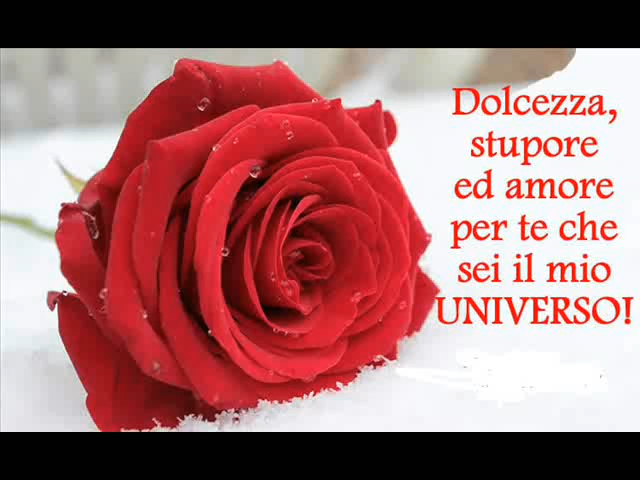 Dolcezza,
stupore
ed amore
per te che
sei il mio
UNIVERSO!